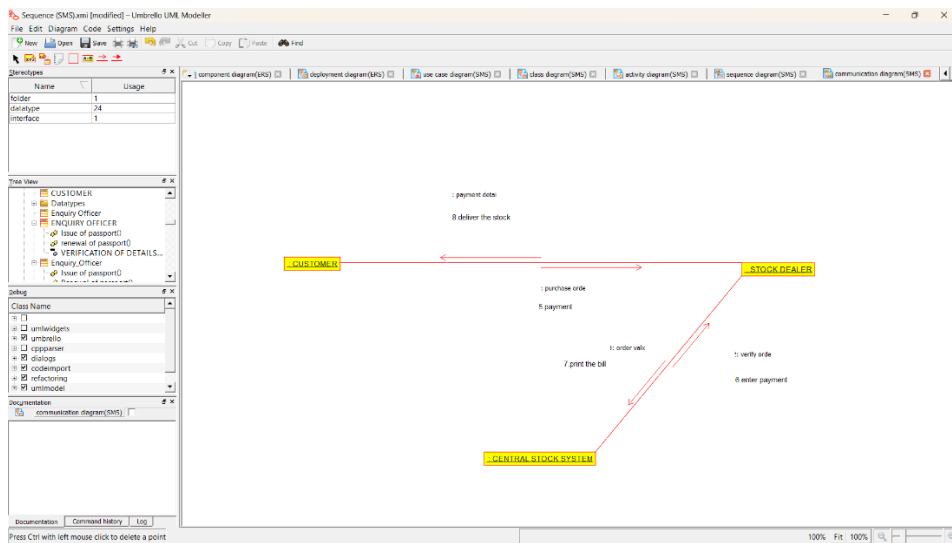 Sequence (SMS).xmi [modified] – Umbrello UML Modeller
File Edit Diagram Code Settings Help
New Open Save Cut Copy Paste Find
Stereotypes
Name Usage
folder 1
datatype 24
interface 1
component diagram(ERS) deployment diagram(ERS) use case diagram(SMS) class diagram(SMS) activity diagram(SMS) sequence diagram(SMS) communication diagram(SMS)
Tree View
CUSTOMER
Datatypes
Enquiry Officer
ENQUIRY OFFICER
Issue of passport()
renewal of passport()
VERIFICATION OF DETAILS...
Enquiry_Officer
Issue of passport()
Debug
Class Name
umlwidgets
umbrello
cppparser
dialogs
codeimport
refactoring
umlmodel
Documentation
communication diagram(SMS)
: payment detai
8 deliver the stock
: CUSTOMER
: STOCK DEALER
: purchase orde
5 payment
: order valx
7.print the bill
: verify orde
6 enter payment
: CENTRAL STOCK SYSTEM
Documentation Command history Log
Press Ctrl with left mouse click to delete a point
100% Fit 100%